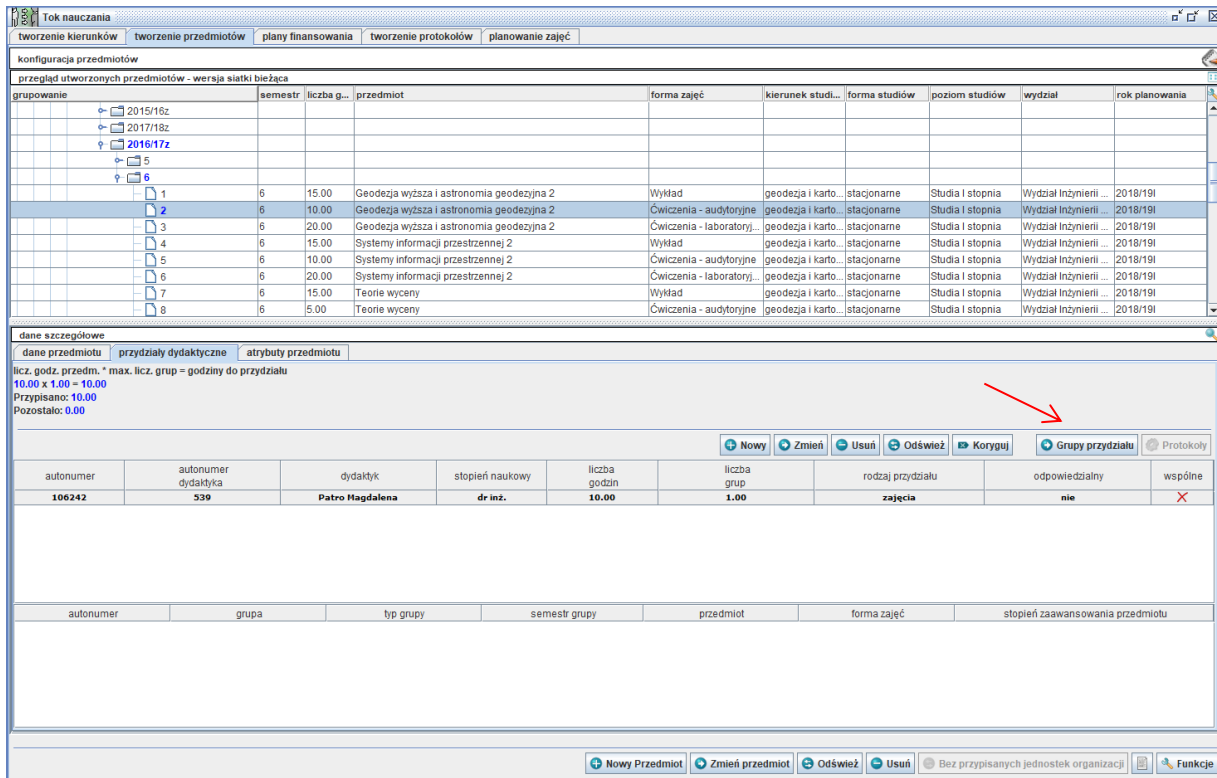 Tok nauczania
tworzenie kierunków tworzenie przedmiotów plany finansowania tworzenie protokołów planowanie zajęć
konfiguracja przedmiotów
przegląd utworzonych przedmiotów - wersja siatki bieżąca
grupowanie semestr liczba g... przedmiot forma zajęć kierunek studi... forma studiów poziom studiów wydział rok planowania
2015/16z
2017/18z
2016/17z
5
6
1 6 15.00 Geodezja wyższa i astronomia geodezyjna 2 Wykład geodezja i karto... stacjonarne Studia I stopnia Wydział Inżynierii ... 2018/19l
2 6 10.00 Geodezja wyższa i astronomia geodezyjna 2 Ćwiczenia - audytoryjne geodezja i karto... stacjonarne Studia I stopnia Wydział Inżynierii ... 2018/19l
3 6 20.00 Geodezja wyższa i astronomia geodezyjna 2 Ćwiczenia - laboratoryj... geodezja i karto... stacjonarne Studia I stopnia Wydział Inżynierii ... 2018/19l
4 6 15.00 Systemy informacji przestrzennej 2 Wykład geodezja i karto... stacjonarne Studia I stopnia Wydział Inżynierii ... 2018/19l
5 6 10.00 Systemy informacji przestrzennej 2 Ćwiczenia - audytoryjne geodezja i karto... stacjonarne Studia I stopnia Wydział Inżynierii ... 2018/19l
6 6 20.00 Systemy informacji przestrzennej 2 Ćwiczenia - laboratoryj... geodezja i karto... stacjonarne Studia I stopnia Wydział Inżynierii ... 2018/19l
7 6 15.00 Teorie wyceny Wykład geodezja i karto... stacjonarne Studia I stopnia Wydział Inżynierii ... 2018/19l
8 6 5.00 Teorie wyceny Ćwiczenia - audytoryjne geodezja i karto... stacjonarne Studia I stopnia Wydział Inżynierii ... 2018/19l
dane szczegółowe
dane przedmiotu przydziały dydaktyczne atrybuty przedmiotu
licz. godz. przedm. * max. licz. grup = godziny do przydziału
10.00 x 1.00 = 10.00
Przypisano: 10.00
Pozostało: 0.00
Nowy Zmień Usuń Odśwież Koryguj Grupy przydziału Protokoły
autonumer autonumer dydaktyka dydaktyk stopień naukowy liczba godzin liczba grup rodzaj przydziału odpowiedzialny wspólne
106242 539 Patro Magdalena dr inż. 10.00 1.00 zajęcia nie
autonumer grupa typ grupy semestr grupy przedmiot forma zajęć stopień zaawansowania przedmiotu
Nowy Przedmiot Zmień przedmiot Odśwież Usuń Bez przypisanych jednostek organizacji Funkcje